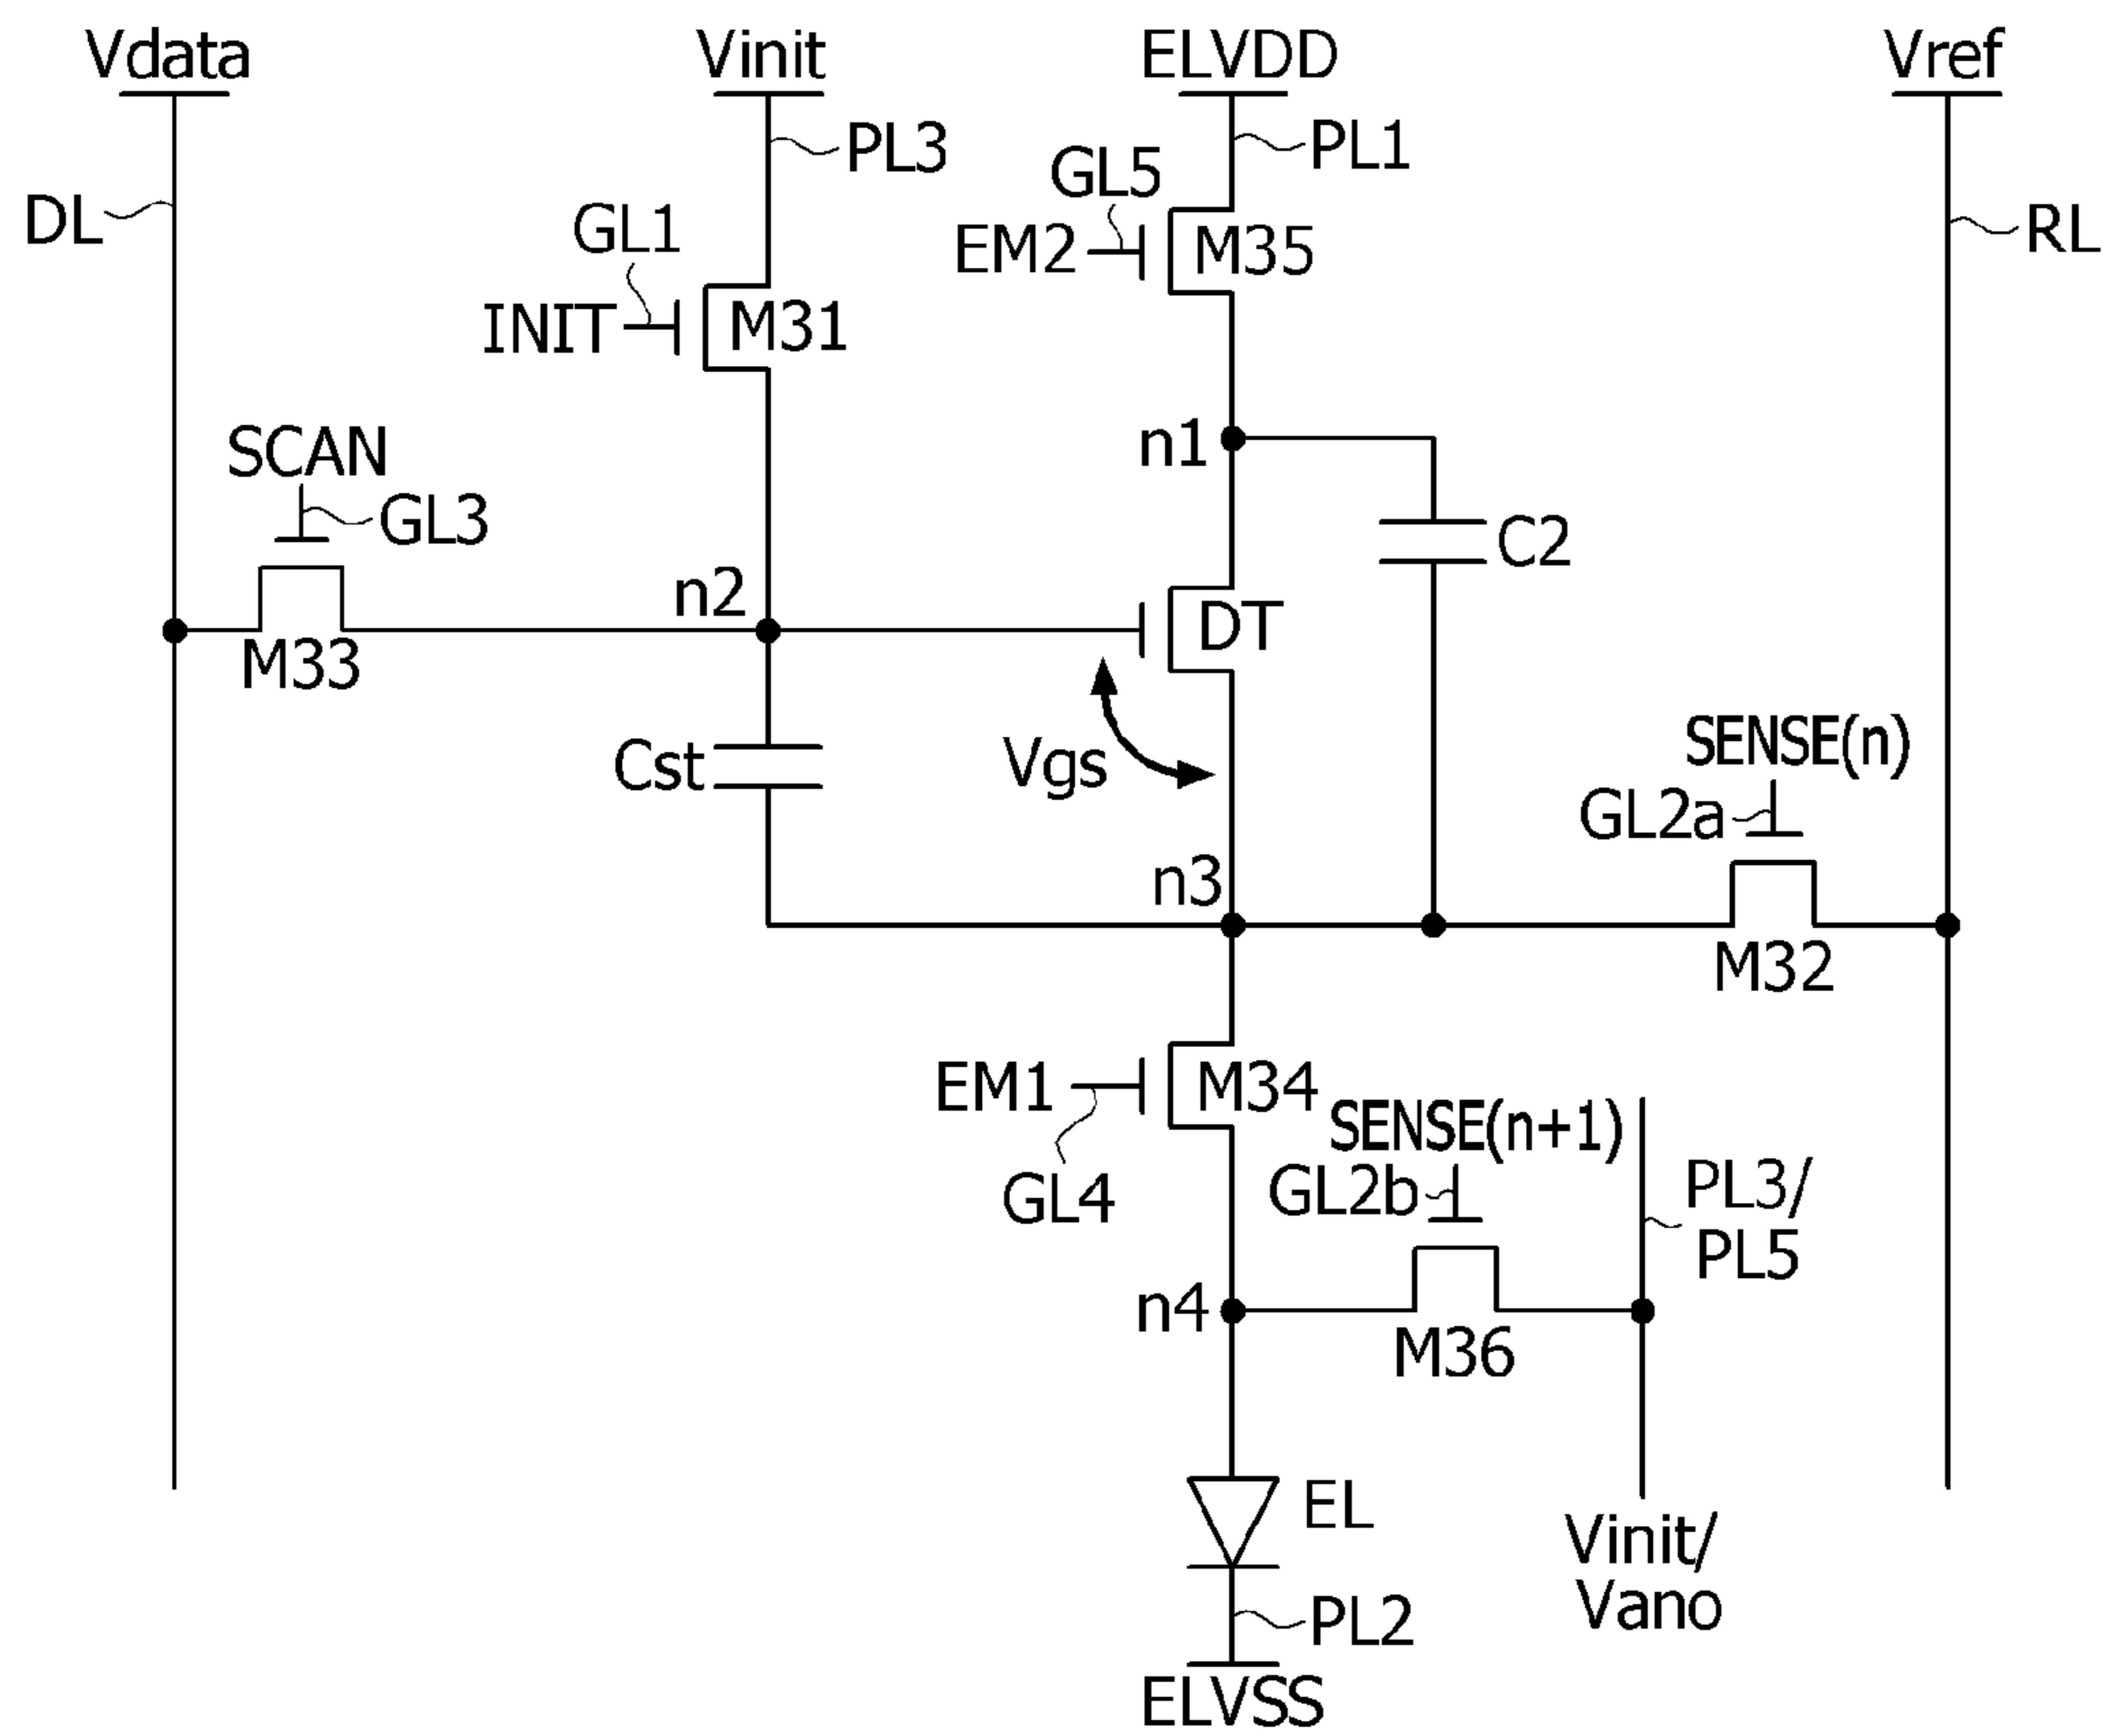 Vdata
Vinit
ELVDD
Vref
PL3
PL1
GL5
DL
GL1
EM2
M35
RL
INIT
M31
n1
SCAN
GL3
C2
n2
DT
M33
Vgs
Cst
SENSE(n)
GL2a
n3
M32
EM1
M34
SENSE(n+1)
GL4
GL2b
PL3/
PL5
n4
M36
EL
Vinit/
Vano
PL2
ELVSS